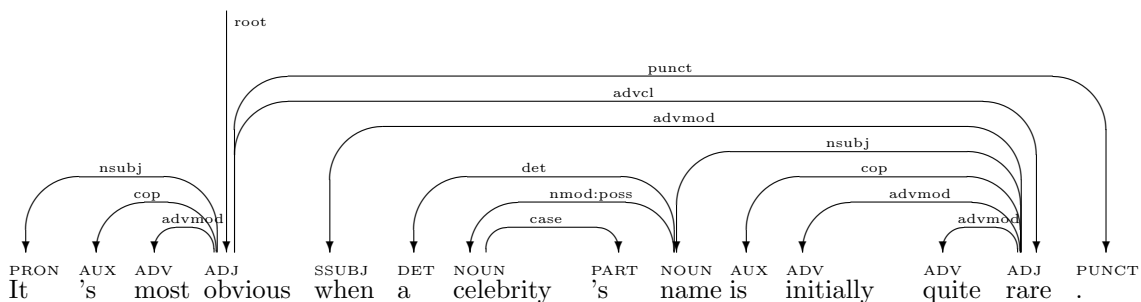 root
punct
advcl
advmod
nsubj nsubj
det
cop nmod:poss cop
advmod case advmod advmod
PRON AUX ADV ADJ SSUBJ DET NOUN PART NOUN AUX ADV ADV ADJ PUNCT
It 's most obvious when a celebrity 's name is initially quite rare .